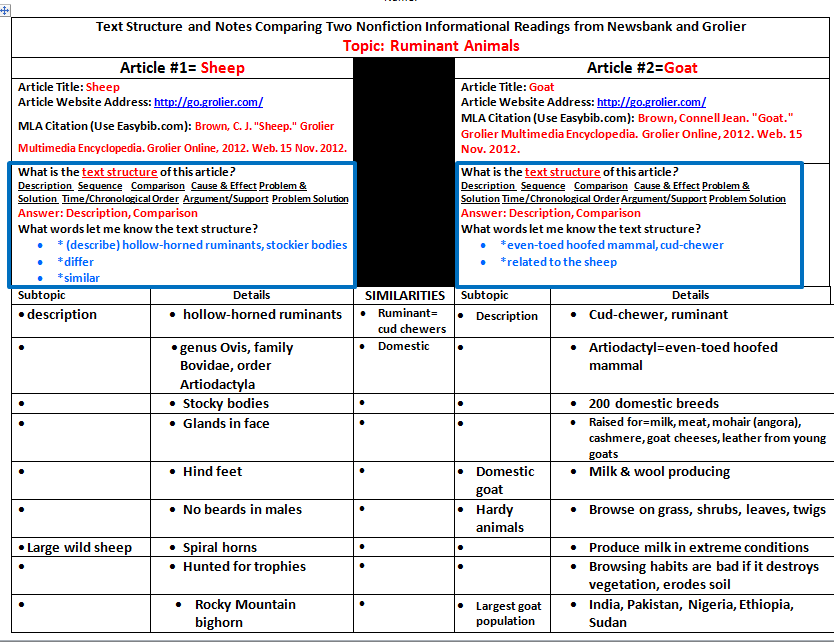 Text Structure and Notes Comparing Two Nonfiction Informational Readings from Newsbank and Grolier
Topic: Ruminant Animals
Article #1= Sheep
Article #2=Goat
Article Title: Sheep
Article Website Address: http://go.grolier.com/
MLA Citation (Use Easybib.com): Brown, C. J. "Sheep." Grolier
Multimedia Encyclopedia. Grolier Online, 2012. Web. 15 Nov. 2012.
Article Title: Goat
Article Website Address: http://go.grolier.com/
MLA Citation (Use Easybib.com): Brown, Connell Jean. "Goat."
Grolier Multimedia Encyclopedia. Grolier Online, 2012. Web. 15
Nov. 2012.
What is the text structure of this article?
Description Sequence Comparison Cause & Effect Problem &
Solution Time/Chronological Order Argument/Support Problem Solution
Answer: Description, Comparison
What words let me know the text structure?
• * (describe) hollow-horned ruminants, stockier bodies
• *differ
• *similar
What is the text structure of this article?
Description Sequence Comparison Cause & Effect Problem &
Solution Time/Chronological Order Argument/Support Problem Solution
Answer: Description, Comparison
What words let me know the text structure?
• *even-toed hoofed mammal, cud-chewer
• *related to the sheep
Subtopic
Details
SIMILARITIES
Subtopic
Details
• description
• hollow-horned ruminants
• Ruminant=
cud chewers
• Description
• Cud-chewer, ruminant
• genus Ovis, family
Bovidae, order
Artiodactyla
• Domestic
• Artiodactyl=even-toed hoofed
mammal
• Stocky bodies
• 200 domestic breeds
• Glands in face
• Raised for=milk, meat, mohair (angora),
cashmere, goat cheeses, leather from young
goats
• Hind feet
• Domestic
goat
• Milk & wool producing
• No beards in males
• Hardy
animals
• Browse on grass, shrubs, leaves, twigs
• Large wild sheep
• Spiral horns
• Produce milk in extreme conditions
• Hunted for trophies
• Browsing habits are bad if it destroys
vegetation, erodes soil
• Rocky Mountain
bighorn
• Largest goat
population
• India, Pakistan, Nigeria, Ethiopia,
Sudan